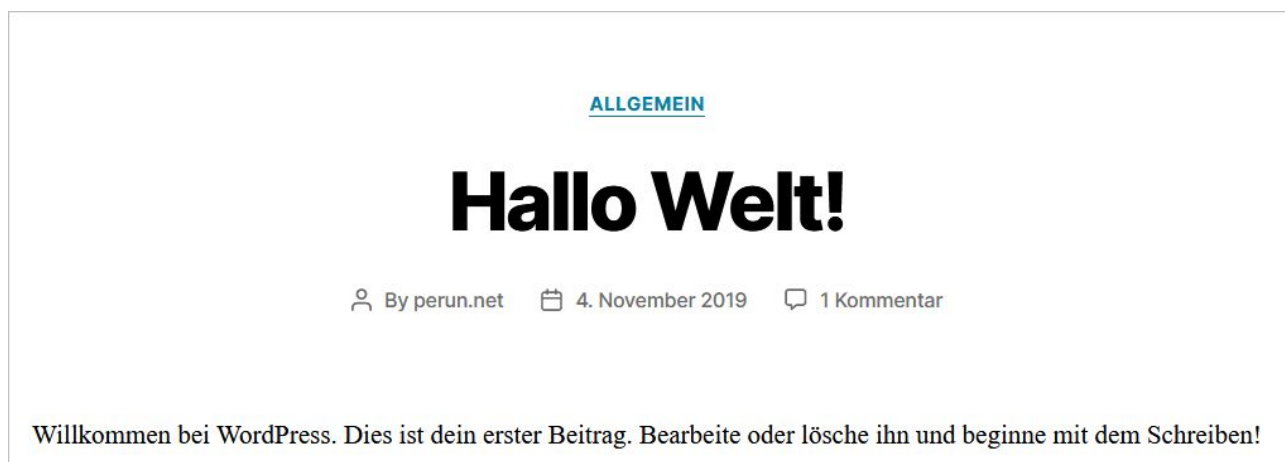 ALLGEMEIN
Hallo Welt!
By perun.net 4. November 2019 1 Kommentar
Willkommen bei WordPress. Dies ist dein erster Beitrag. Bearbeite oder lösche ihn und beginne mit dem Schreiben!